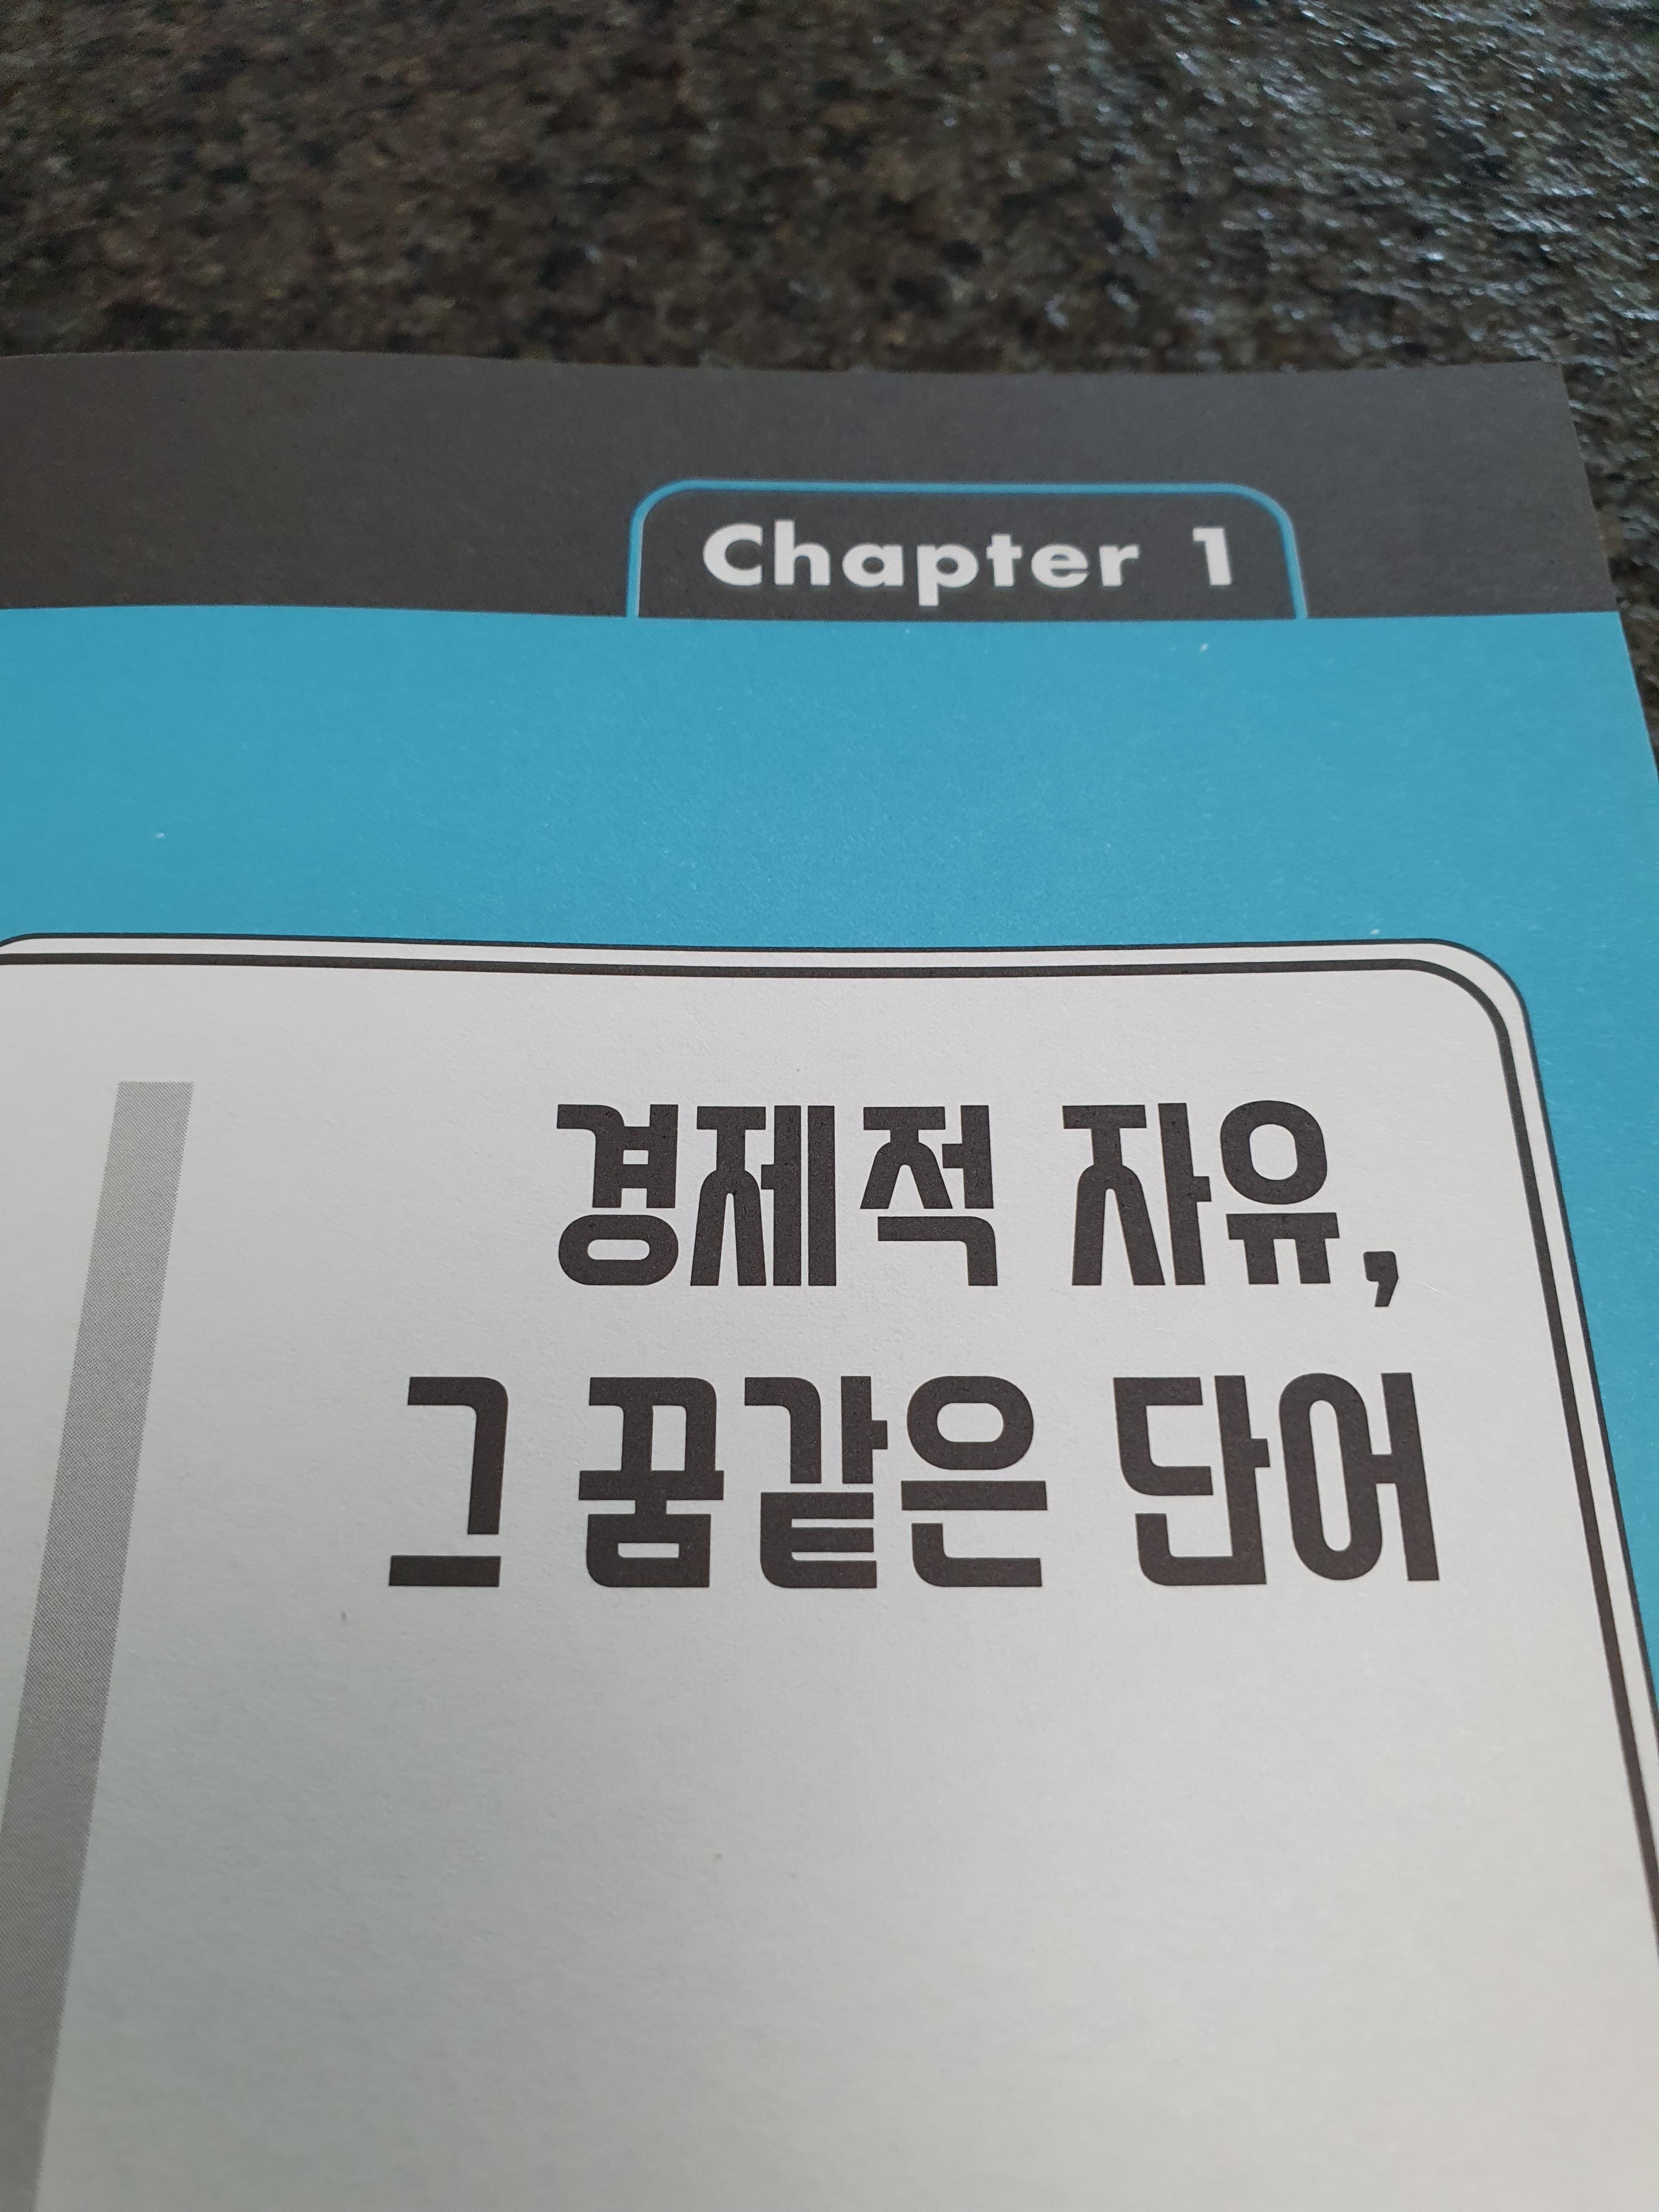 Chapter 1
경제적 자유,
그 꿈같은 단어